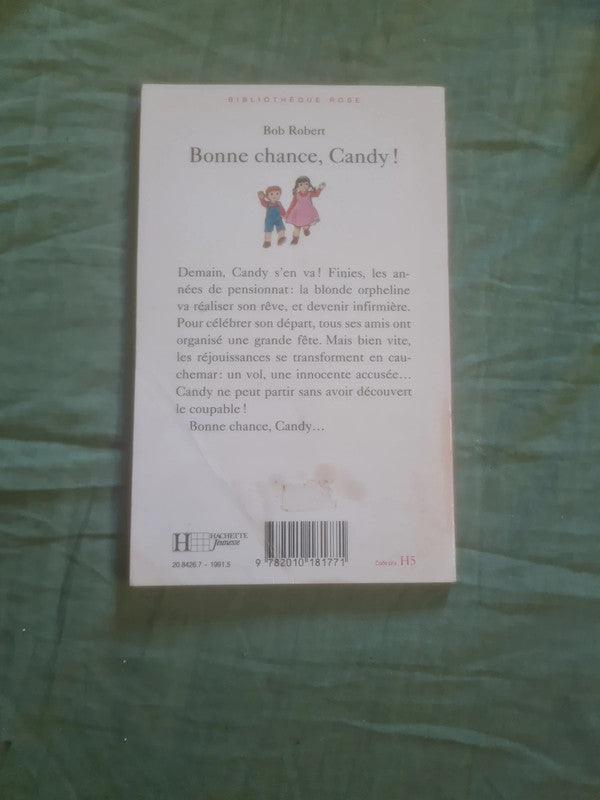 BIBLIOTHÈQUE ROSE
Bob Robert
Bonne chance, Candy !
Demain, Candy s'en va ! Finies, les an-
nées de pensionnat : la blonde orpheline
va réaliser son rêve, et devenir infirmière.
Pour célébrer son départ, tous ses amis ont
organisé une grande fête. Mais bien vite,
les réjouissances se transforment en cau-
chemar : un vol, une innocente accusée...
Candy ne peut partir sans avoir découvert
le coupable !
Bonne chance, Candy...
H HACHETTE
Jeunesse
20.8426.7 - 1991.5
9 782010 181771
Code prix H5